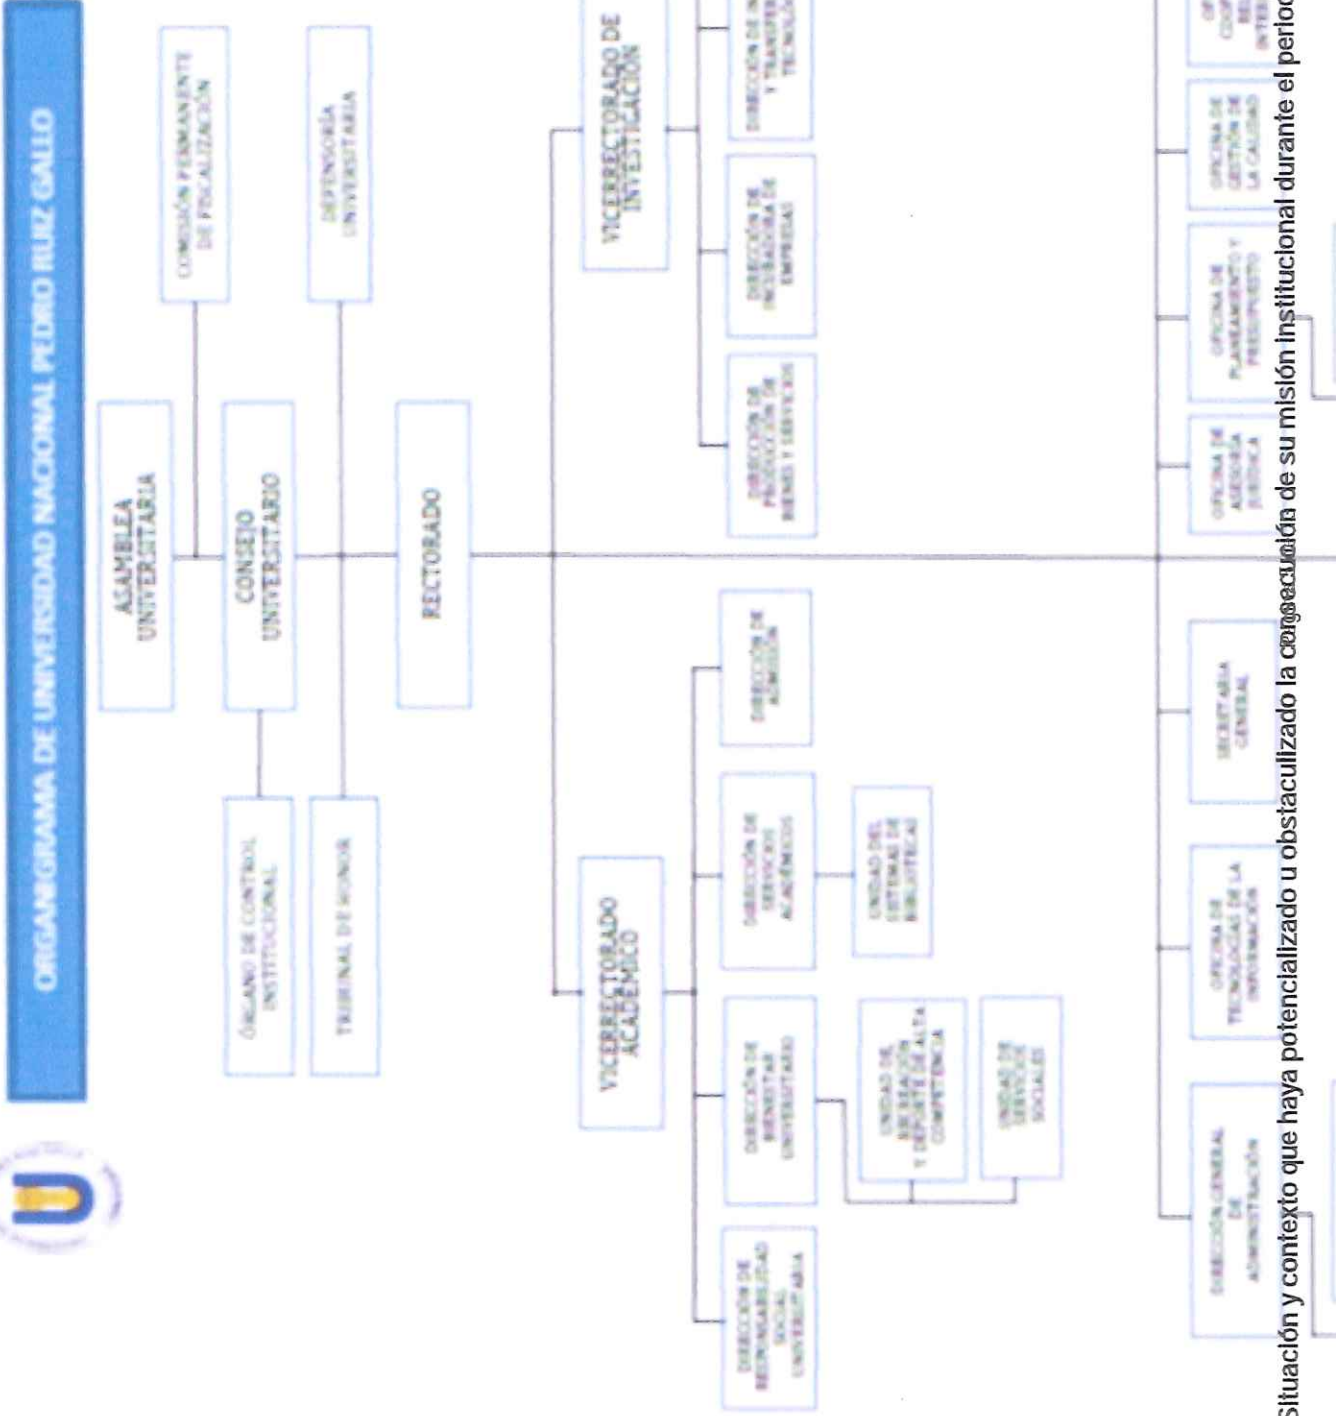 ORGANIGRAMA DE UNIVERSIDAD NACIONAL PEDRO RUIZ GALLO
ASAMBLEA
UNIVERSITARIA
COMISIÓN PERMANENTE
DE FISCALIZACIÓN
CONSEJO
UNIVERSITARIO
ÓRGANO DE CONTROL
INSTITUCIONAL
DEFENSORÍA
UNIVERSITARIA
TRIBUNAL DE HONOR
RECTORADO
VICERRECTORADO
ACADÉMICO
VICERRECTORADO DE
INVESTIGACIÓN
DIRECCIÓN DE
RESPONSABILIDAD
SOCIAL
UNIVERSITARIA
DIRECCIÓN DE
BIENESTAR
UNIVERSITARIO
DIRECCIÓN DE
SERVICIOS
ACADÉMICOS
DIRECCIÓN DE
ADMISIÓN
DIRECCIÓN DE
PRODUCCIÓN DE
BIENES Y SERVICIOS
DIRECCIÓN DE
INCUBADORA DE
EMPRESAS
DIRECCIÓN DE
Y
UNIDAD DE
RECREACIÓN
Y DEPORTE DE ALTA
COMPETENCIA
UNIDAD DEL
SISTEMAS DE
BIBLIOTECAS
UNIDAD DE
SERVICIOS
SOCIALES
DIRECCIÓN GENERAL
DE
ADMINISTRACIÓN
OFICINA DE
TECNOLOGÍAS DE LA
INFORMACIÓN
SECRETARIA
GENERAL
OFICINA DE
ASESORÍA
JURÍDICA
OFICINA DE
PLANEAMIENTO Y
PRESUPUESTO
OFICINA DE
GESTIÓN DE
LA CALIDAD
Situación y contexto que haya potencializado u obstaculizado la consecución de su misión institucional durante el